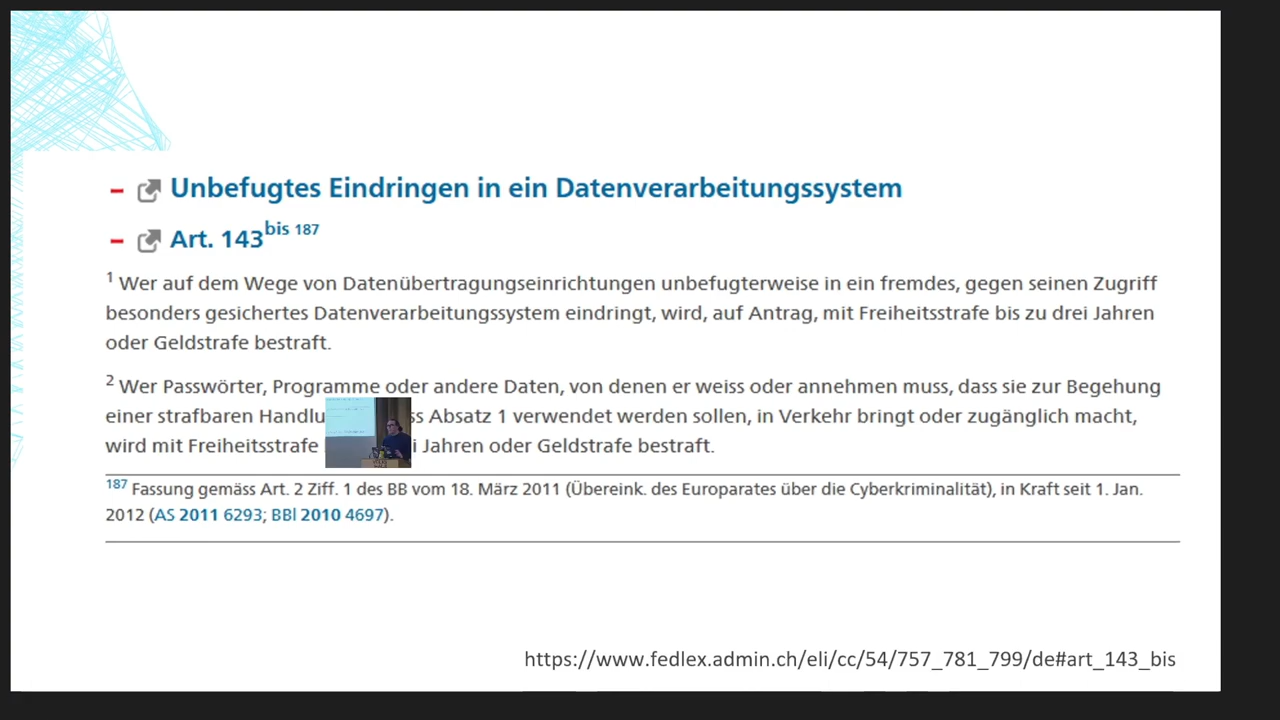 Unbefugtes Eindringen in ein Datenverarbeitungssystem
Art. 143bis 187
1 Wer auf dem Wege von Datenübertragungseinrichtungen unbefugterweise in ein fremdes, gegen seinen Zugriff
besonders gesichertes Datenverarbeitungssystem eindringt, wird, auf Antrag, mit Freiheitsstrafe bis zu drei Jahren
oder Geldstrafe bestraft.
2 Wer Passwörter, Programme oder andere Daten, von denen er weiss oder annehmen muss, dass sie zur Begehung
einer strafbaren Absatz 1 verwendet werden sollen, in Verkehr bringt oder zugänglich macht,
wird mit Freiheitsstrafe Jahren oder Geldstrafe bestraft.
187 Fassung gemäss Art. 2 Ziff. 1 des BB vom 18. März 2011 (Übereink. des Europarates über die Cyberkriminalität), in Kraft seit 1. Jan.
2012 (AS 2011 6293; BBl 2010 4697).
https://www.fedlex.admin.ch/eli/cc/54/757_781_799/de#art_143_bis